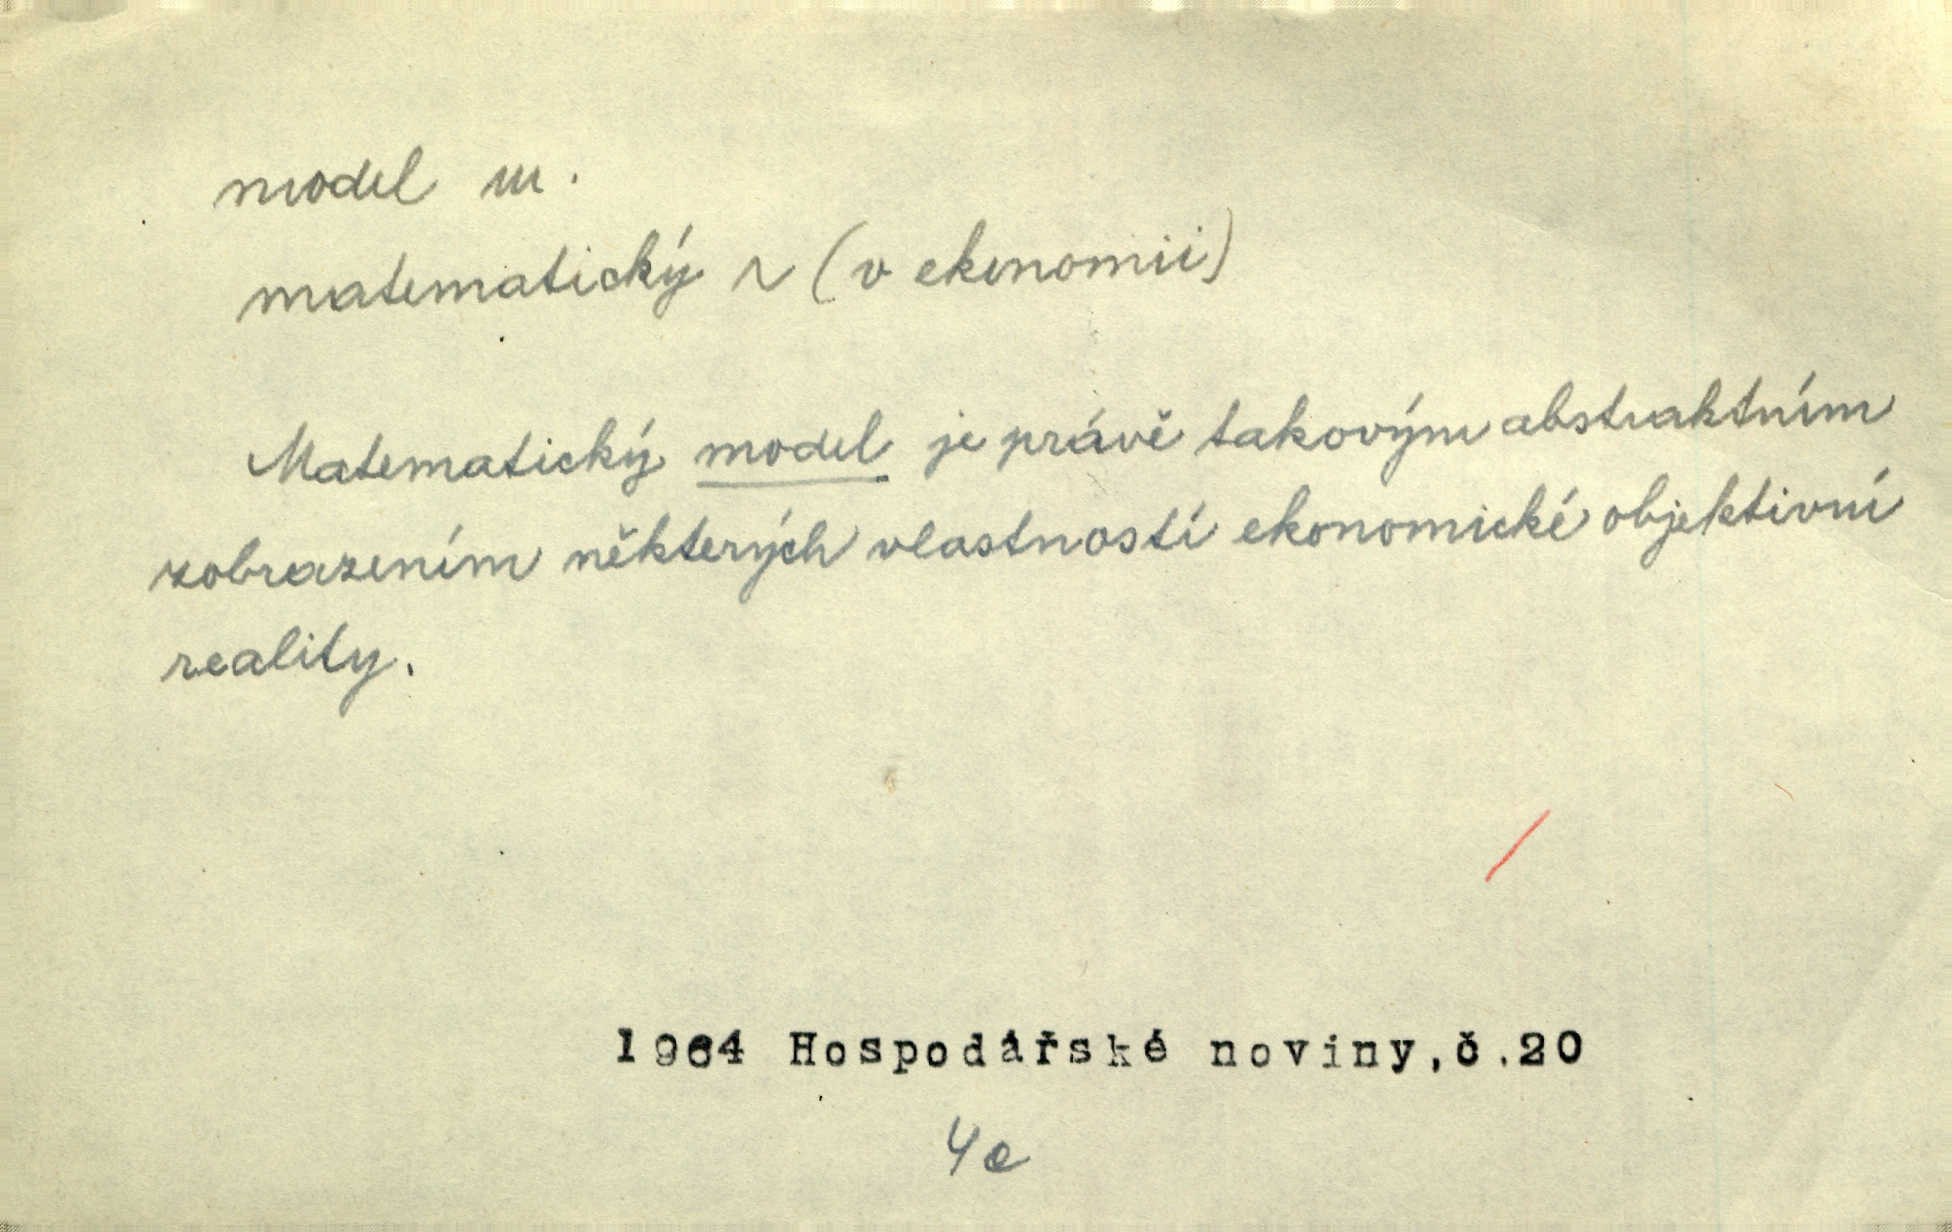 model m.
matematický ~ (v ekonomii)
Matematický model je právě takovým abstraktním
zobrazením některých vlastností ekonomické objektivní
reality.
1964 Hospodářské noviny,č.20
4e